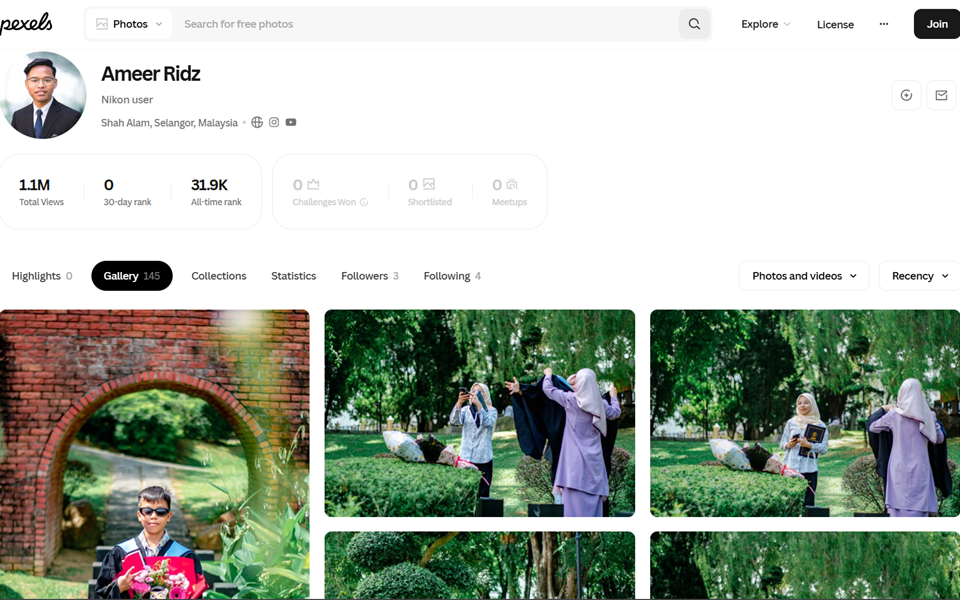 pexels
Photos
Search for free photos
Explore
License
Join
Ameer Ridz
Nikon user
Shah Alam, Selangor, Malaysia
1.1M 0 31.9K 0 0 0
Total Views 30-day rank All-time rank Challenges Won Shortlisted Meetups
Highlights 0 Gallery 145 Collections Statistics Followers 3 Following 4 Photos and videos Recency